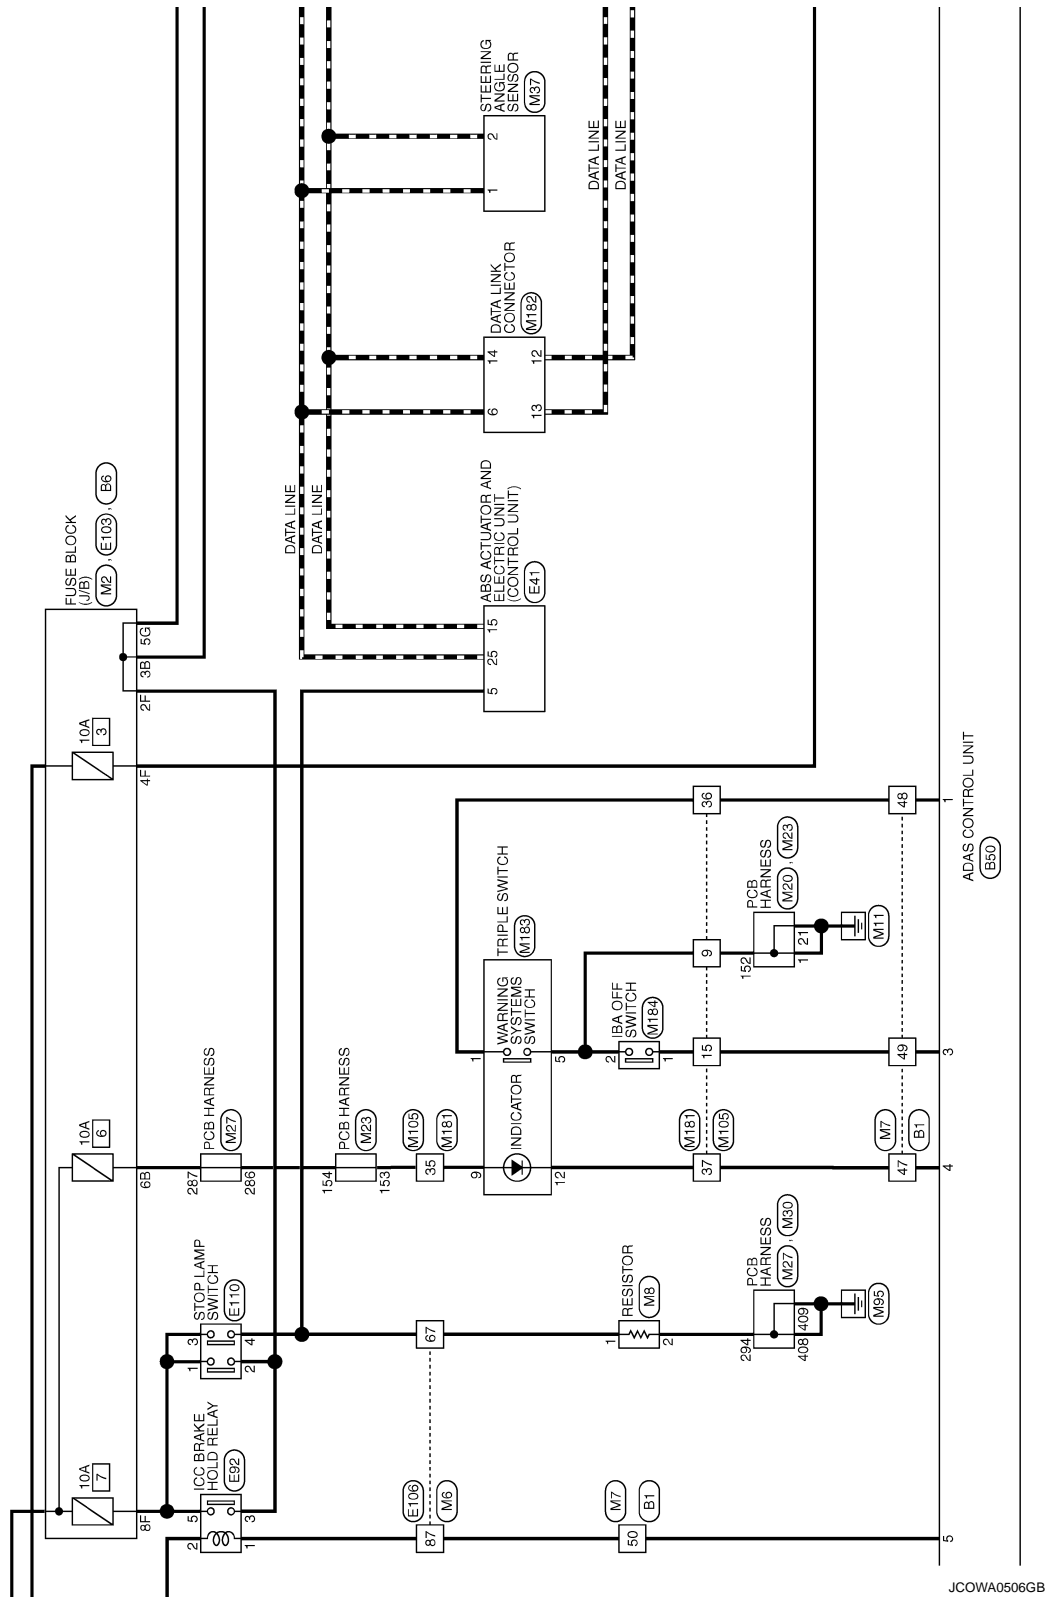 STEERING
ANGLE
SENSOR
M37
2
1
DATA LINE
DATA LINE
DATA LINK
CONNECTOR
M182
14
12
6
13
FUSE BLOCK
(J/B)
M2 , E103 , B6
DATA LINE
DATA LINE
ABS ACTUATOR AND
ELECTRIC UNIT
(CONTROL UNIT)
E41
15
25
5
5G
3B
2F
10A
3
4F
36
48
1
ADAS CONTROL UNIT
B50
TRIPLE SWITCH
M183
WARNING
SYSTEMS
SWITCH
1
5
INDICATOR
9
12
IBA OFF
SWITCH
M184
2
1
9
PCB
HARNESS
M20 , M23
152
21
1
M11
15
49
3
10A
6
6B
PCB HARNESS
M27
287
286
PCB HARNESS
M23
154
153
M105
M181
35
M181
M105
37
M7
B1
47
4
STOP LAMP
SWITCH
E110
3
4
1
2
67
RESISTOR
M8
1
2
PCB
HARNESS
M27 , M30
294
409
408
M95
10A
7
8F
ICC BRAKE
HOLD RELAY
E92
5
3
2
1
E106
M6
87
M7
B1
50
5
JCOWA0506GB